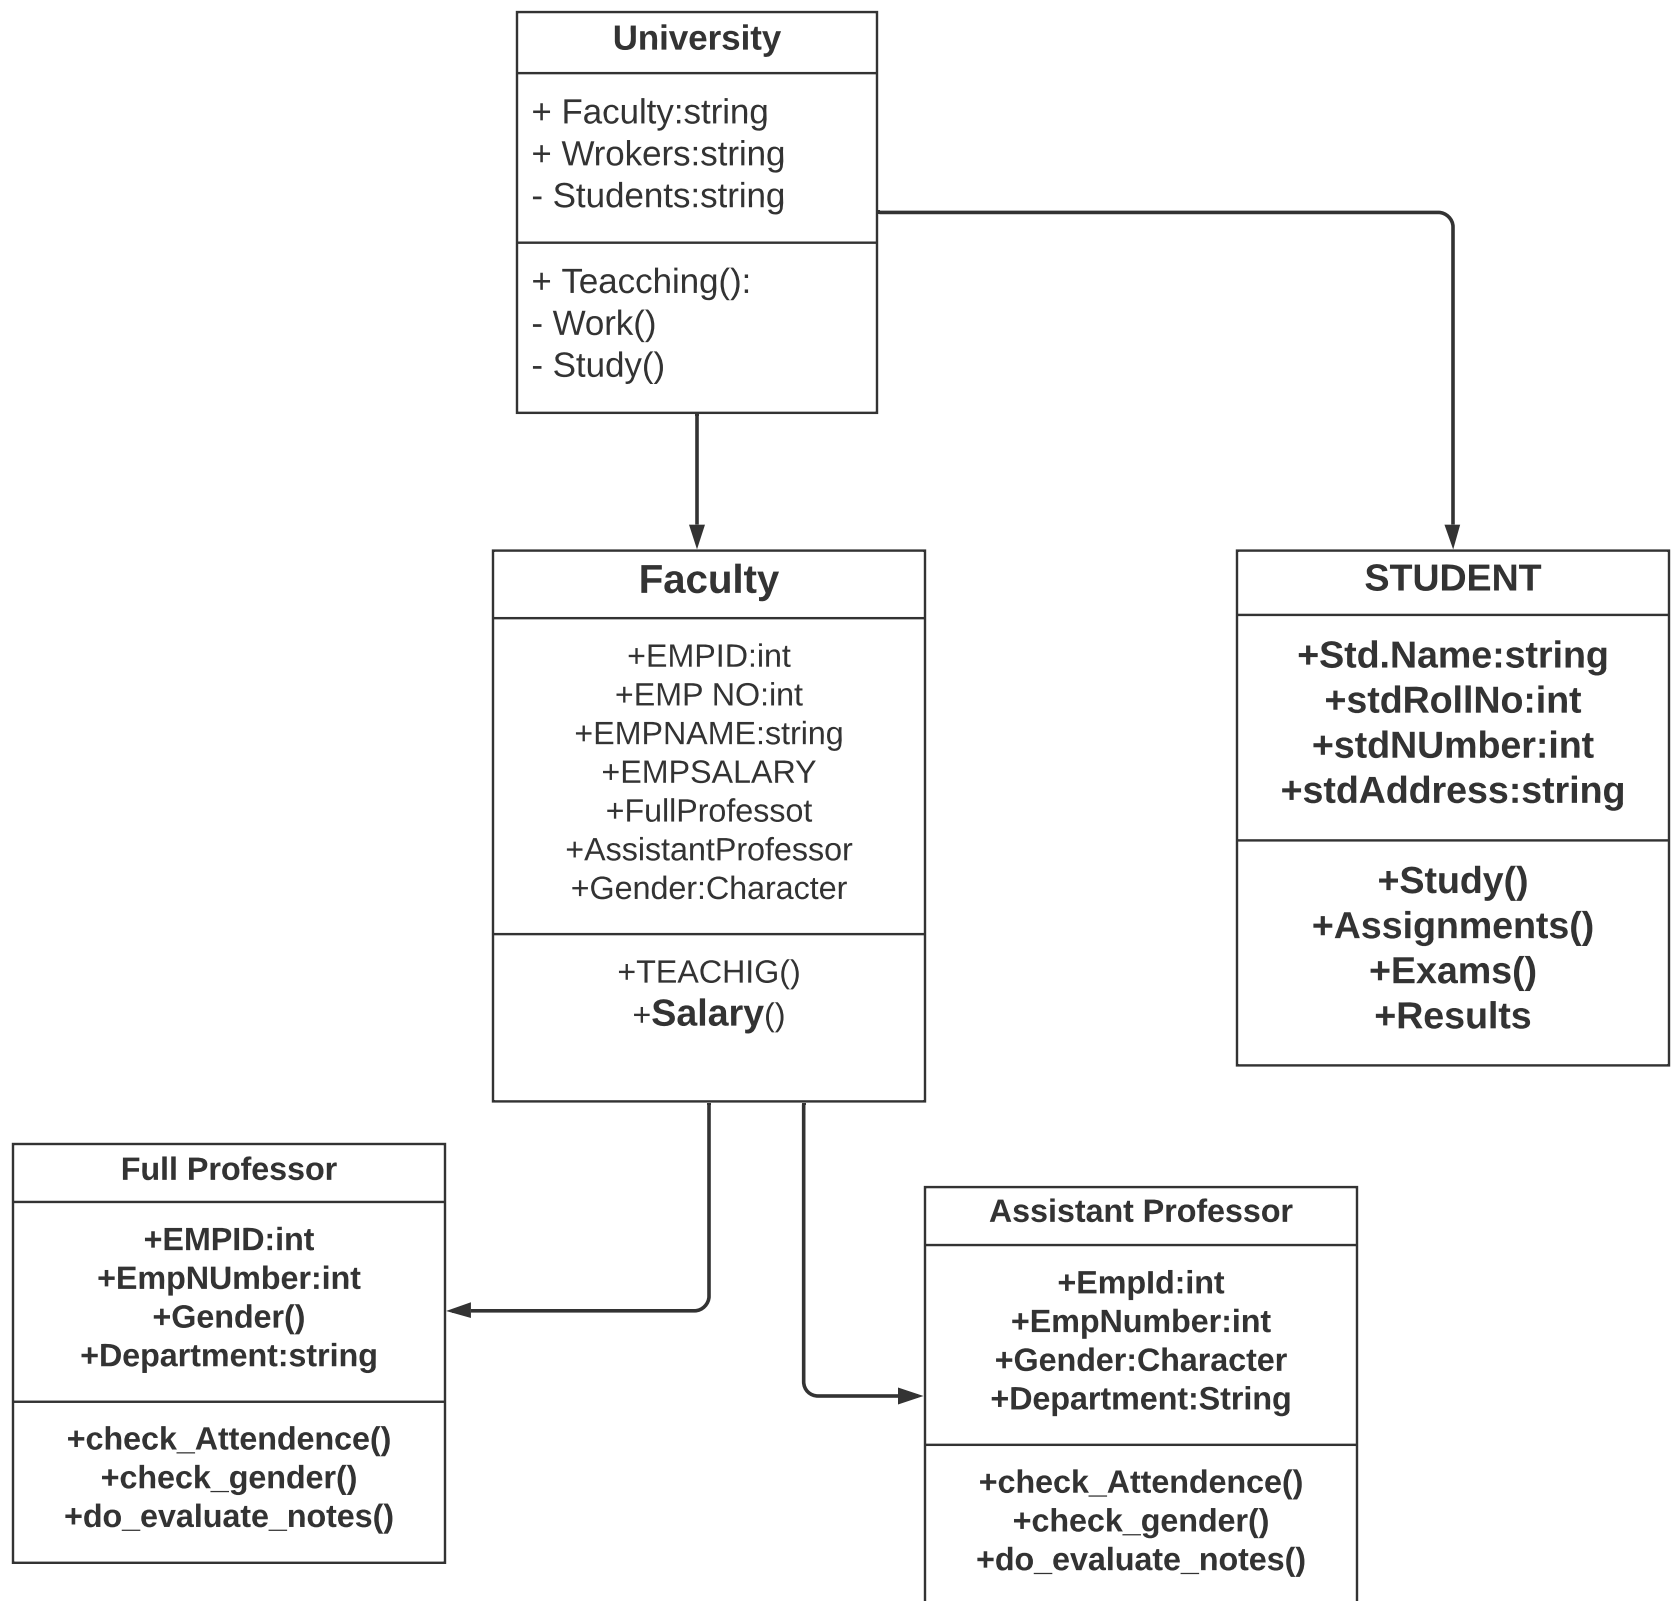 University
+ Faculty:string
+ Wrokers:string
- Students:string
+ Teacching():
- Work()
- Study()
Faculty
+EMPID:int
+EMP NO:int
+EMPNAME:string
+EMPSALARY
+FullProfessot
+AssistantProfessor
+Gender:Character
+TEACHIG()
+Salary()
STUDENT
+Std.Name:string
+stdRollNo:int
+stdNUmber:int
+stdAddress:string
+Study()
+Assignments()
+Exams()
+Results
Full Professor
+EMPID:int
+EmpNUmber:int
+Gender()
+Department:string
+check_Attendence()
+check_gender()
+do_evaluate_notes()
Assistant Professor
+EmpId:int
+EmpNumber:int
+Gender:Character
+Department:String
+check_Attendence()
+check_gender()
+do_evaluate_notes()